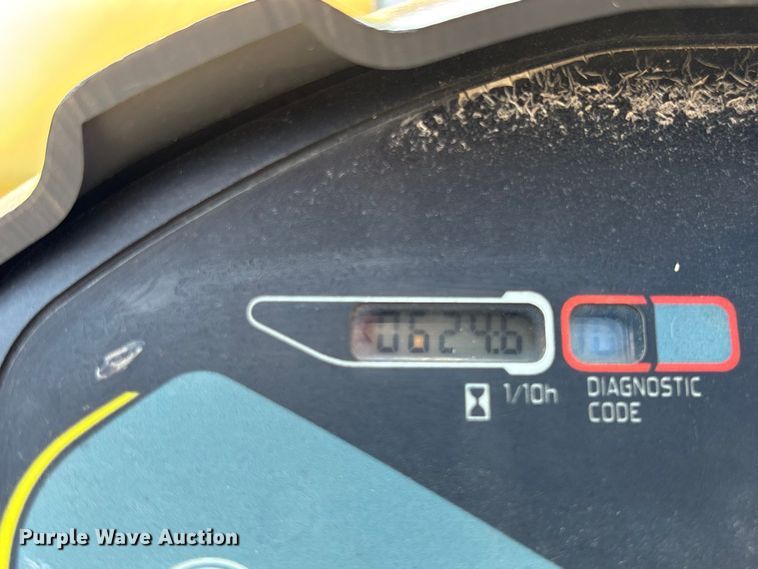 0624.6
1/10h
DIAGNOSTIC
CODE
Purple Wave Auction